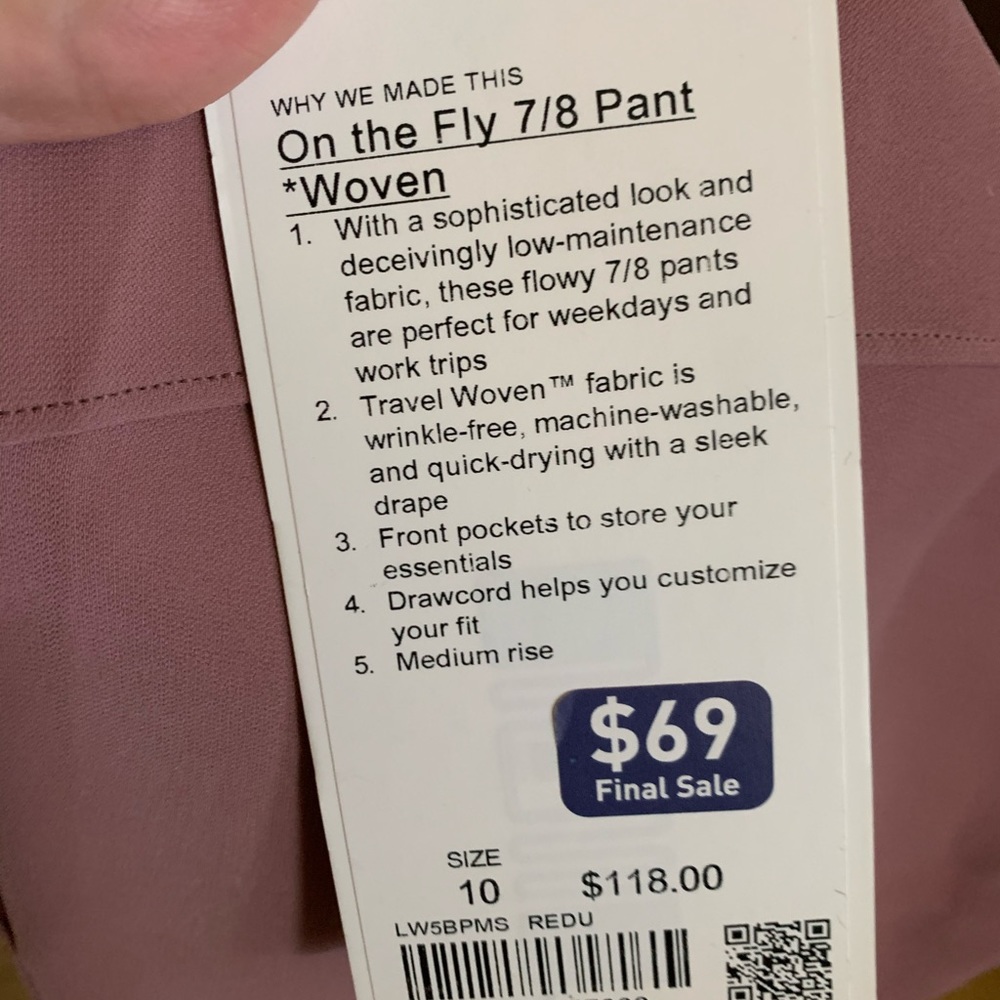 WHY WE MADE THIS
On the Fly 7/8 Pant
*Woven
1. With a sophisticated look and
deceivingly low-maintenance
fabric, these flowy 7/8 pants
are perfect for weekdays and
work trips
2. Travel Woven™ fabric is
wrinkle-free, machine-washable,
and quick-drying with a sleek
drape
3. Front pockets to store your
essentials
4. Drawcord helps you customize
your fit
5. Medium rise
$69
Final Sale
SIZE
10 $118.00
LW5BPMS REDU